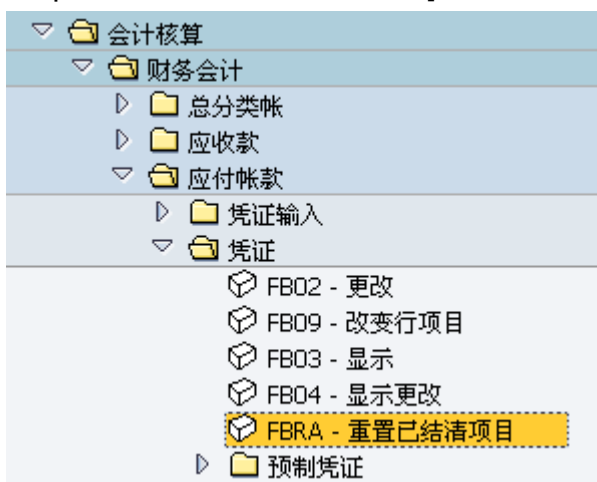 会计核算
财务会计
总分类帐
应收款
应付帐款
凭证输入
凭证
FB02 - 更改
FB09 - 改变行项目
FB03 - 显示
FB04 - 显示更改
FBRA - 重置已结清项目
预制凭证